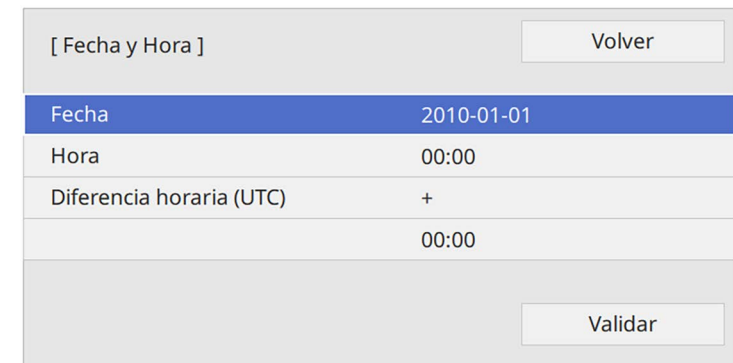 [ Fecha y Hora ]
Volver
Fecha 2010-01-01
Hora 00:00
Diferencia horaria (UTC) +
00:00
Validar